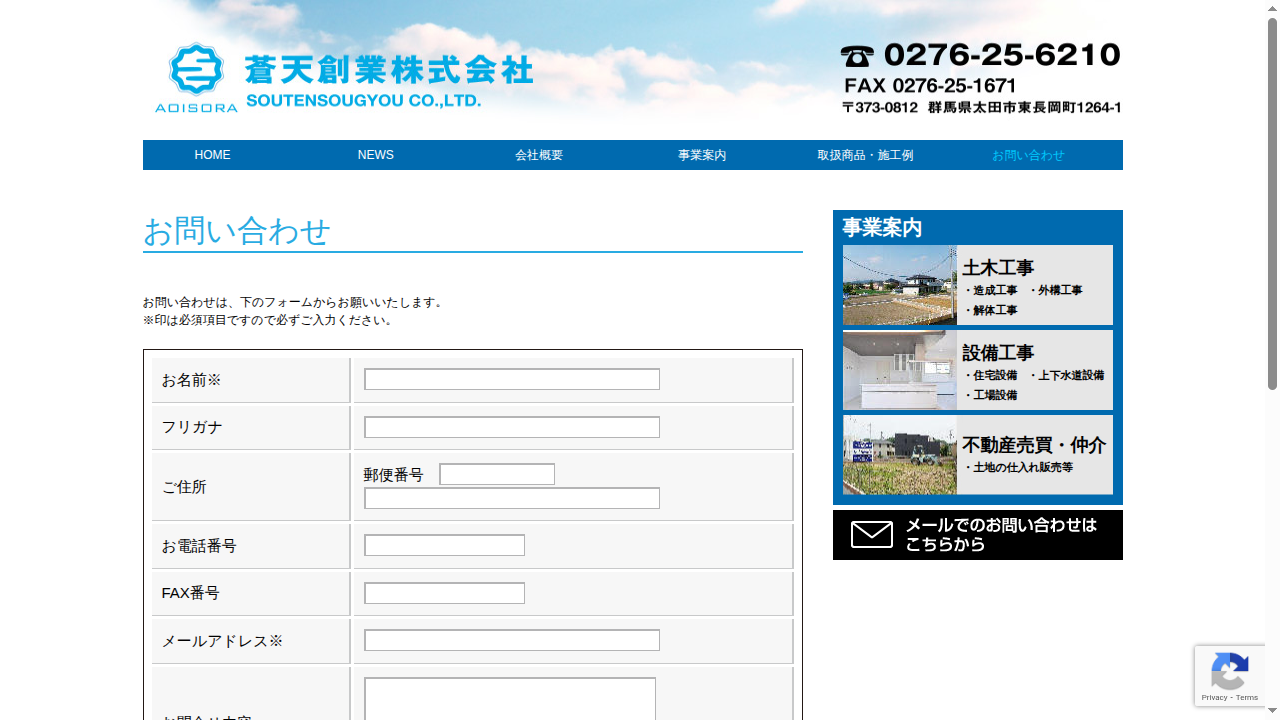 AOISORA
蒼天創業株式会社
SOUTENSOUGYOU CO.,LTD.
☎ 0276-25-6210
FAX 0276-25-1671
〒373-0812 群馬県太田市東長岡町1264-1
HOME
NEWS
会社概要
事業案内
取扱商品・施工例
お問い合わせ
お問い合わせ
お問い合わせは、下のフォームからお願いいたします。
※印は必須項目ですので必ずご入力ください。
お名前※
フリガナ
ご住所
郵便番号
お電話番号
FAX番号
メールアドレス※
お問合せ内容
事業案内
土木工事
・造成工事 ・外構工事
・解体工事
設備工事
・住宅設備 ・上下水道設備
・工場設備
不動産売買・仲介
・土地の仕入れ販売等
メールでのお問い合わせは
こちらから
Privacy - Terms